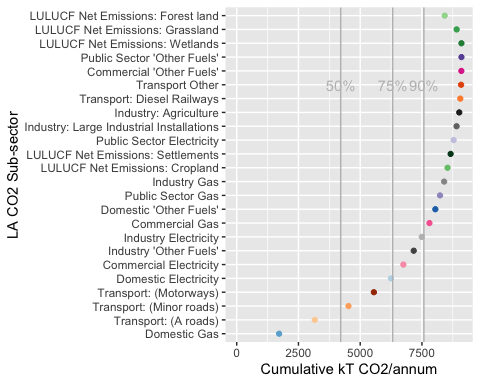 LULUCF Net Emissions: Forest land
LULUCF Net Emissions: Grassland
LULUCF Net Emissions: Wetlands
Public Sector 'Other Fuels'
Commercial 'Other Fuels'
Transport Other
50% 75% 90%
Transport: Diesel Railways
Industry: Agriculture
Industry: Large Industrial Installations
Public Sector Electricity
LULUCF Net Emissions: Settlements
LULUCF Net Emissions: Cropland
Industry Gas
Public Sector Gas
Domestic 'Other Fuels'
Commercial Gas
Industry Electricity
Industry 'Other Fuels'
Commercial Electricity
Domestic Electricity
Transport: (Motorways)
Transport: (Minor roads)
Transport: (A roads)
Domestic Gas
LA CO2 Sub-sector
0 2500 5000 7500
Cumulative kT CO2/annum